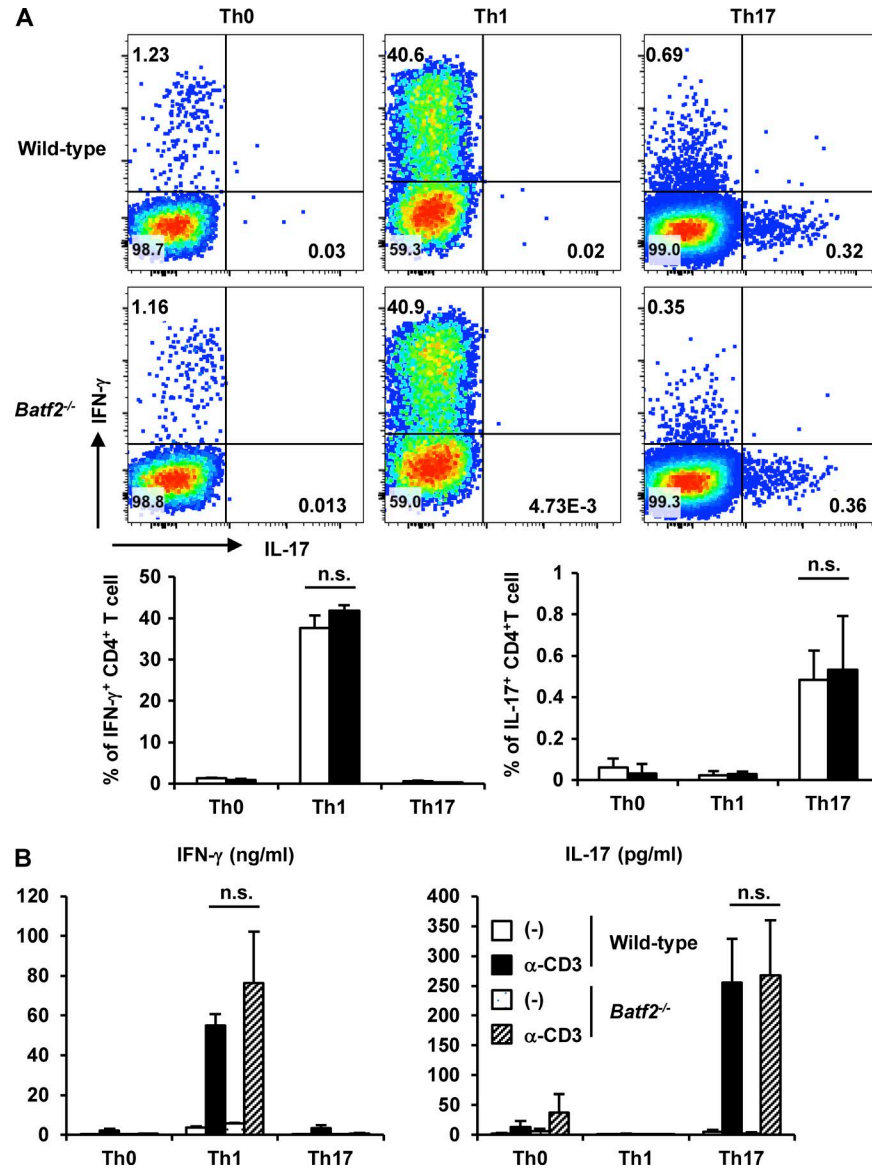 A
Th0 Th1 Th17
Wild-type
1.23 40.6 0.69
98.7 0.03 59.3 0.02 99.0 0.32
Batf2-/-
IFN-γ
1.16 40.9 0.35
98.8 0.013 59.0 4.73E-3 99.3 0.36
IL-17
% of IFN-γ+ CD4+ T cell
50
40
30
20
10
0
n.s.
Th0 Th1 Th17
% of IL-17+ CD4+T cell
1
0.8
0.6
0.4
0.2
0
n.s.
Th0 Th1 Th17
B
IFN-γ (ng/ml)
120
100
80
60
40
20
0
n.s.
Th0 Th1 Th17
IL-17 (pg/ml)
400
350
300
250
200
150
100
50
0
n.s.
(-)
α-CD3
Wild-type
(-)
α-CD3
Batf2-/-
Th0 Th1 Th17